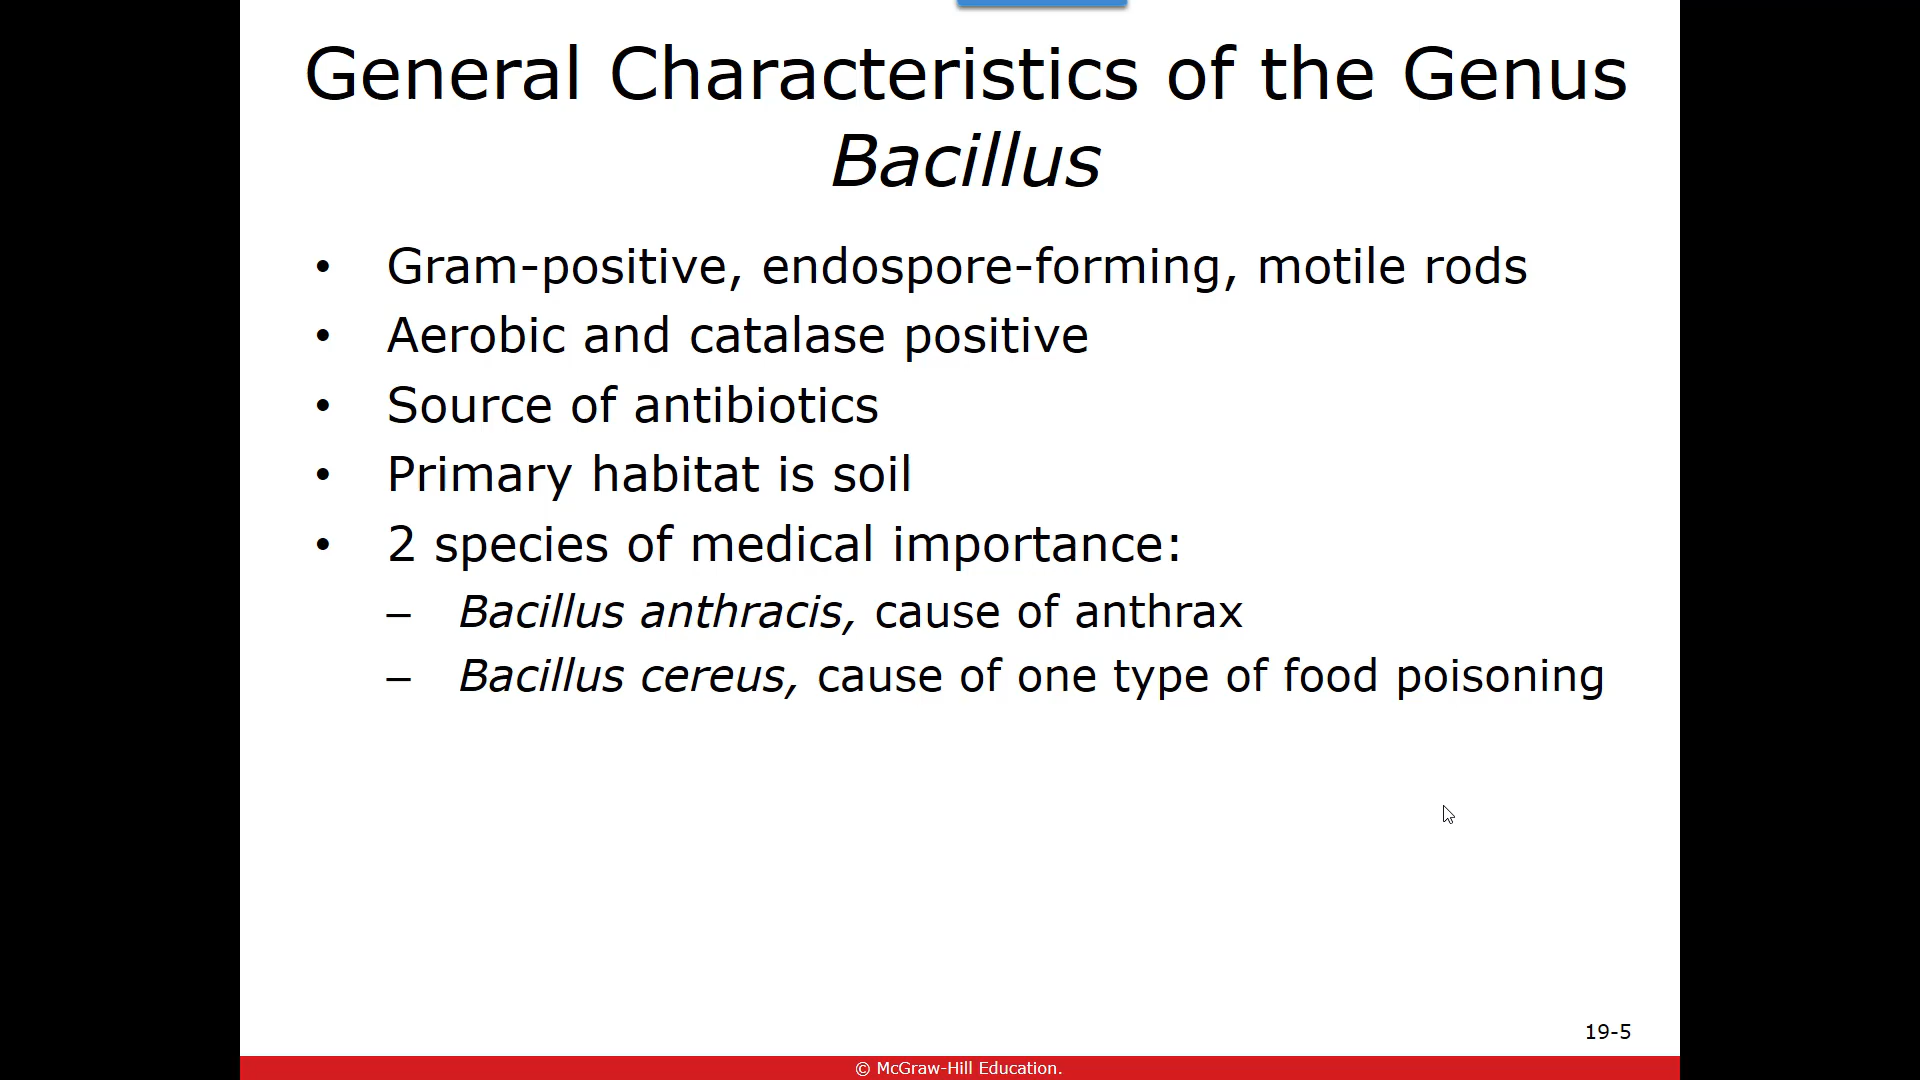 General Characteristics of the Genus
Bacillus
• Gram-positive, endospore-forming, motile rods
• Aerobic and catalase positive
• Source of antibiotics
• Primary habitat is soil
• 2 species of medical importance:
– Bacillus anthracis, cause of anthrax
– Bacillus cereus, cause of one type of food poisoning
19-5
© McGraw-Hill Education.